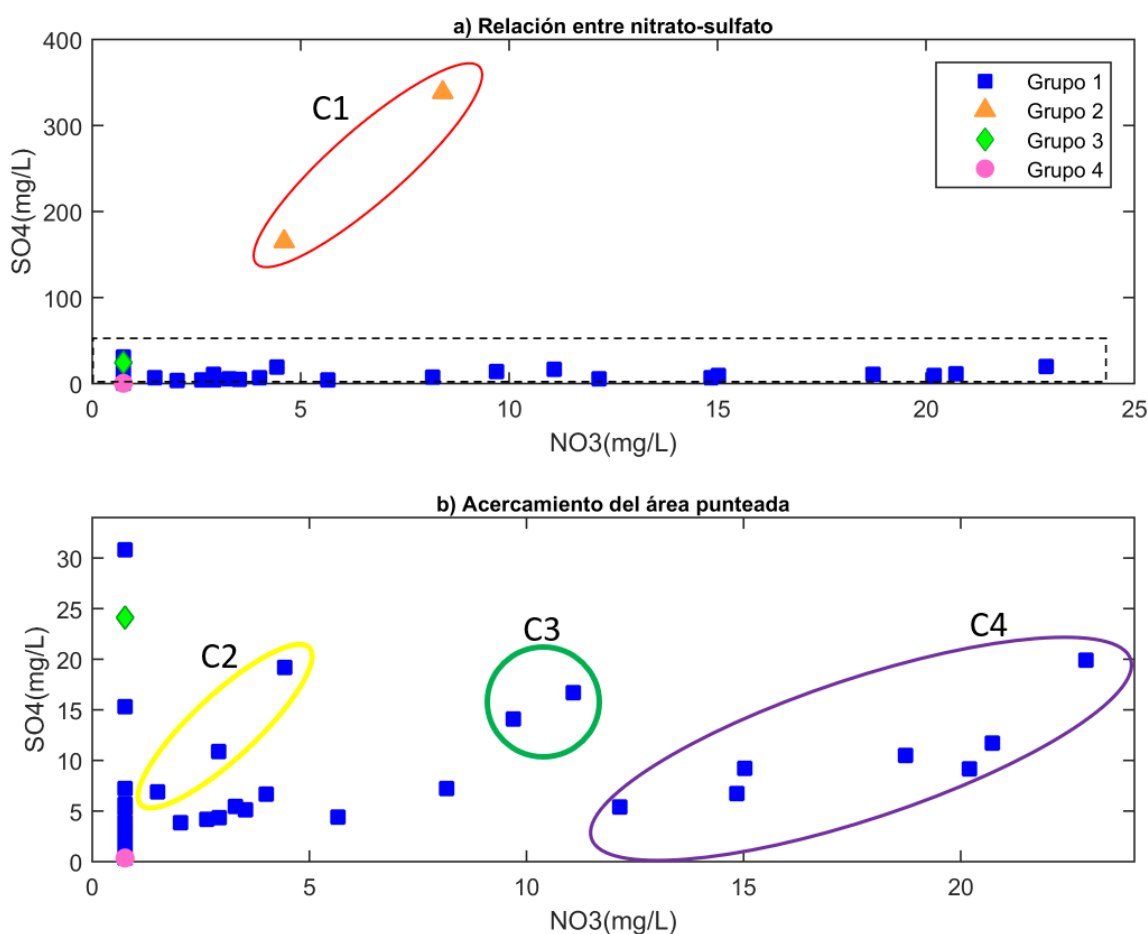 a) Relación entre nitrato-sulfato
400
300
200
100
0
SO4(mg/L)
C1
Grupo 1
Grupo 2
Grupo 3
Grupo 4
0 5 10 15 20 25
NO3(mg/L)
b) Acercamiento del área punteada
30
25
20
15
10
5
0
SO4(mg/L)
C2
C3
C4
0 5 10 15 20
NO3(mg/L)